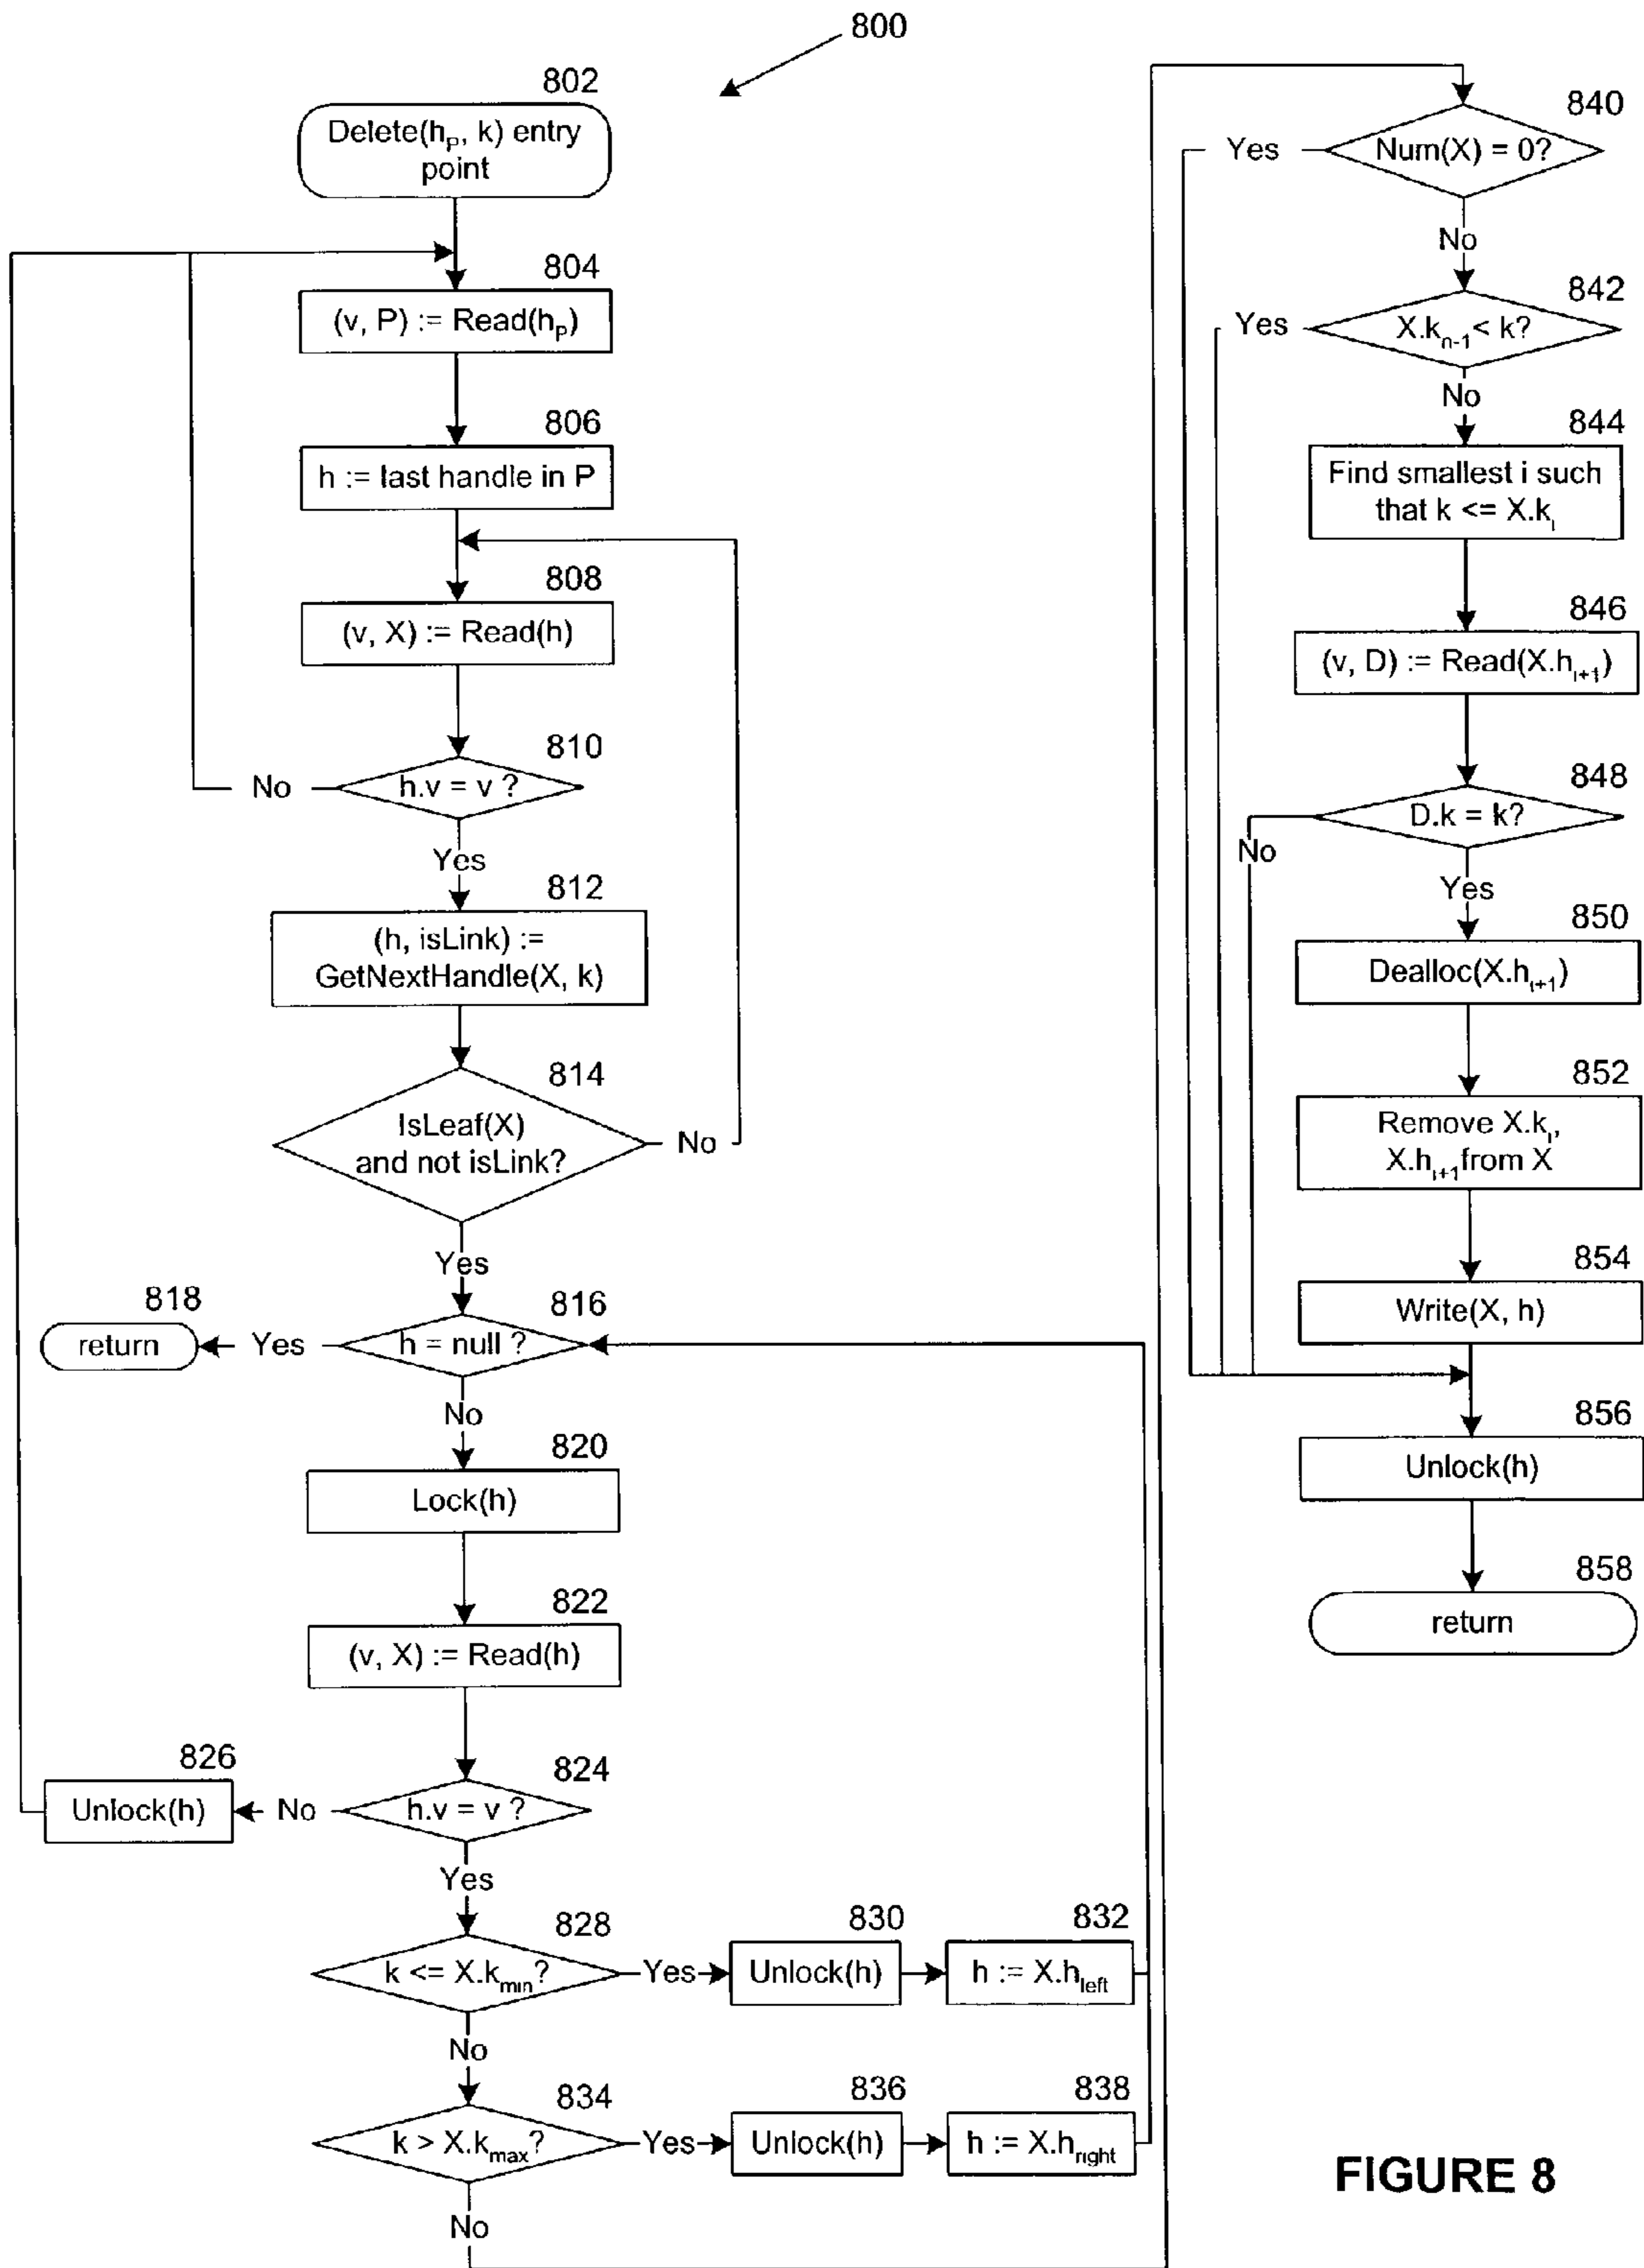 800
802
Delete(hP, k) entry
point
804
(v, P) := Read(hP)
806
h := last handle in P
808
(v, X) := Read(h)
810
h.v = v ?
No
Yes
812
(h, isLink) :=
GetNextHandle(X, k)
814
IsLeaf(X)
and not isLink?
No
Yes
816
h = null ?
Yes
818
return
No
820
Lock(h)
822
(v, X) := Read(h)
824
h.v = v ?
No
826
Unlock(h)
Yes
828
k <= X.kmin?
Yes
830
Unlock(h)
832
h := X.hleft
No
834
k > X.kmax?
Yes
836
Unlock(h)
838
h := X.hright
No
840
Num(X) = 0?
Yes
No
842
X.kn-1 < k?
Yes
No
844
Find smallest i such
that k <= X.ki
846
(v, D) := Read(X.hi+1)
848
D.k = k?
No
Yes
850
Dealloc(X.hi+1)
852
Remove X.ki,
X.hi+1 from X
854
Write(X, h)
856
Unlock(h)
858
return
FIGURE 8